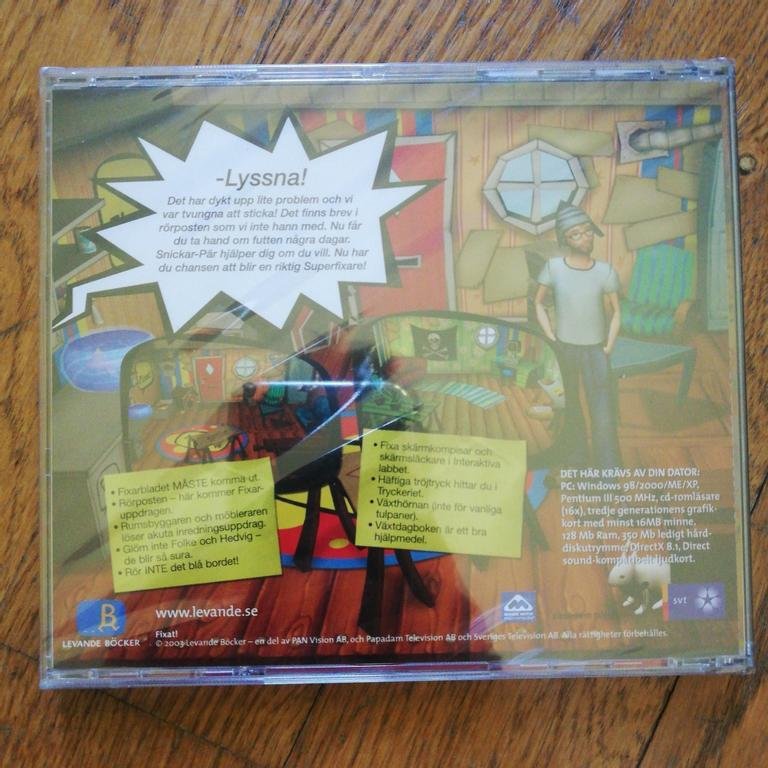 -Lyssna!
Det har dykt upp lite problem och vi
var tvungna att sticka! Det finns brev i
rörposten som vi inte hann med. Nu får
du ta hand om futten några dagar.
Snickar-Pär hjälper dig om du vill. Nu har
du chansen att blir en riktig Superfixare!
• Fixarbladet MÅSTE komma ut.
• Rörposten – här kommer Fixar-
uppdragen.
• Rumsbyggaren och möbleraren
löser akuta inredningsuppdrag.
• Glöm inte Folke och Hedvig –
de blir så sura.
• Rör INTE det blå bordet!
• Fixa skärmkompisar och
skärmsläckare i Interaktiva
labbet.
• Häftiga tröjtryck hittar du i
Tryckeriet.
• Växthörnan (inte för vanliga
tulpaner).
• Växtdagboken är ett bra
hjälpmedel.
DET HÄR KRÄVS AV DIN DATOR:
PC: Windows 98/2000/ME/XP,
Pentium III 500 MHz, cd-romläsare
(16x), tredje generationens grafik-
kort med minst 16MB minne,
128 Mb Ram, 350 Mb ledigt hård-
diskutrymme, DirectX 8.1, Direct
sound-kompatibelt ljudkort.
LEVANDE BÖCKER
www.levande.se
svt
Fixat!
© 2003 Levande Böcker – en del av PAN Vision AB, och Papadam Television AB och Sveriges Television AB. Alla rättigheter förbehålles.